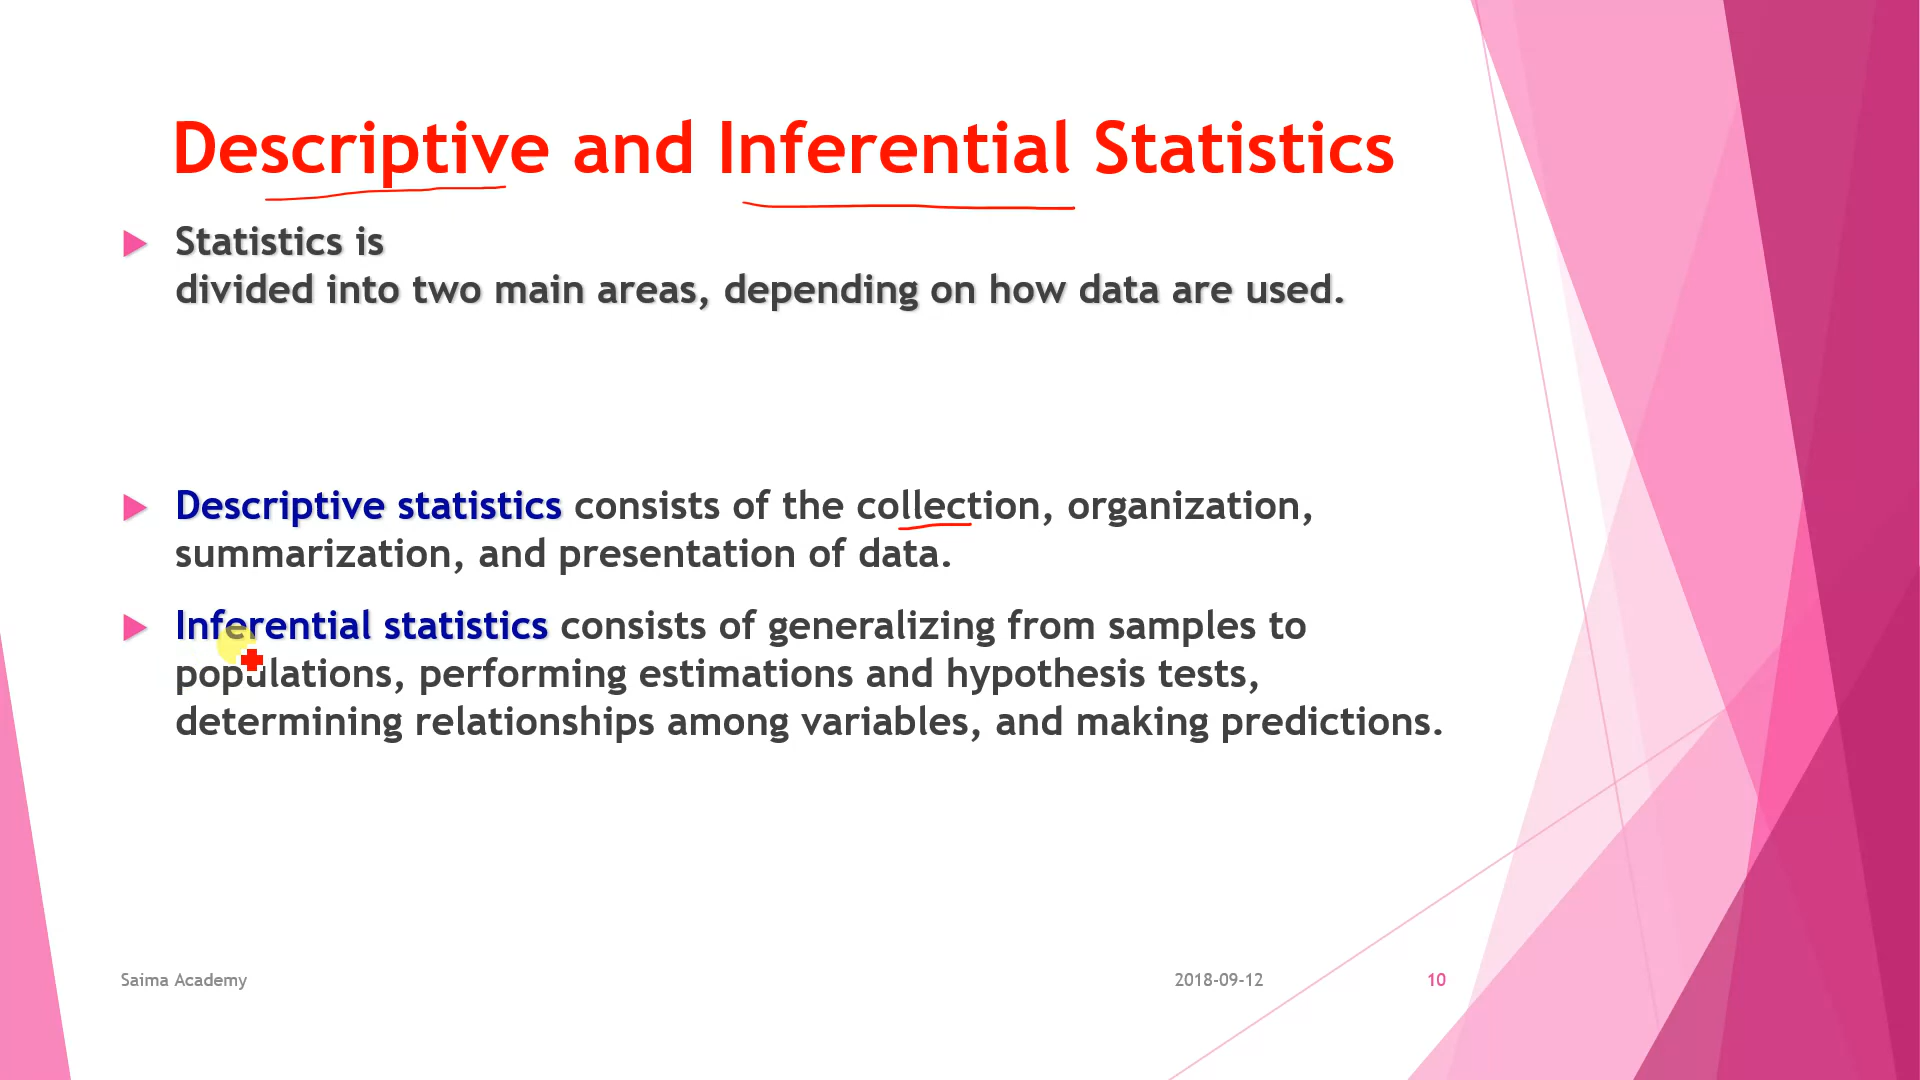 Descriptive and Inferential Statistics
Statistics is
divided into two main areas, depending on how data are used.
Descriptive statistics consists of the collection, organization,
summarization, and presentation of data.
Inferential statistics consists of generalizing from samples to
populations, performing estimations and hypothesis tests,
determining relationships among variables, and making predictions.
Saima Academy
2018-09-12
10